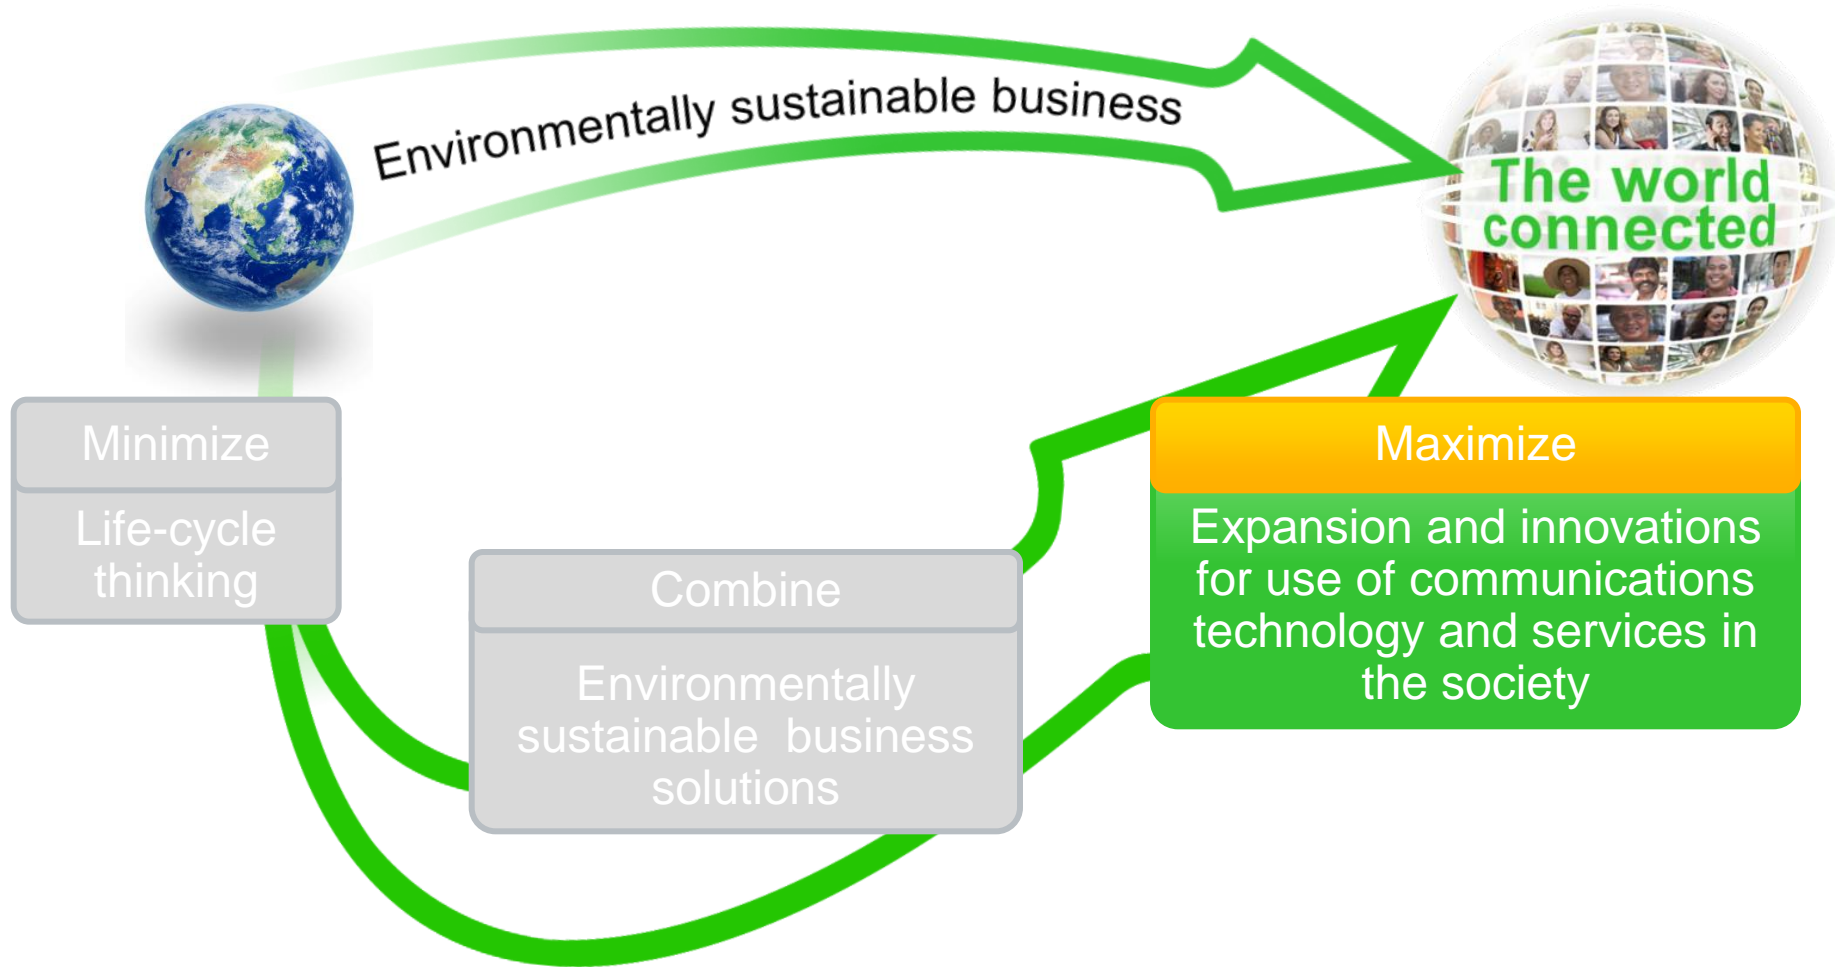 Environmentally sustainable business
The world
connected
Minimize
Life-cycle
thinking
Combine
Environmentally
sustainable  business
solutions
Maximize
Expansion and innovations
for use of communications
technology and services in
the society